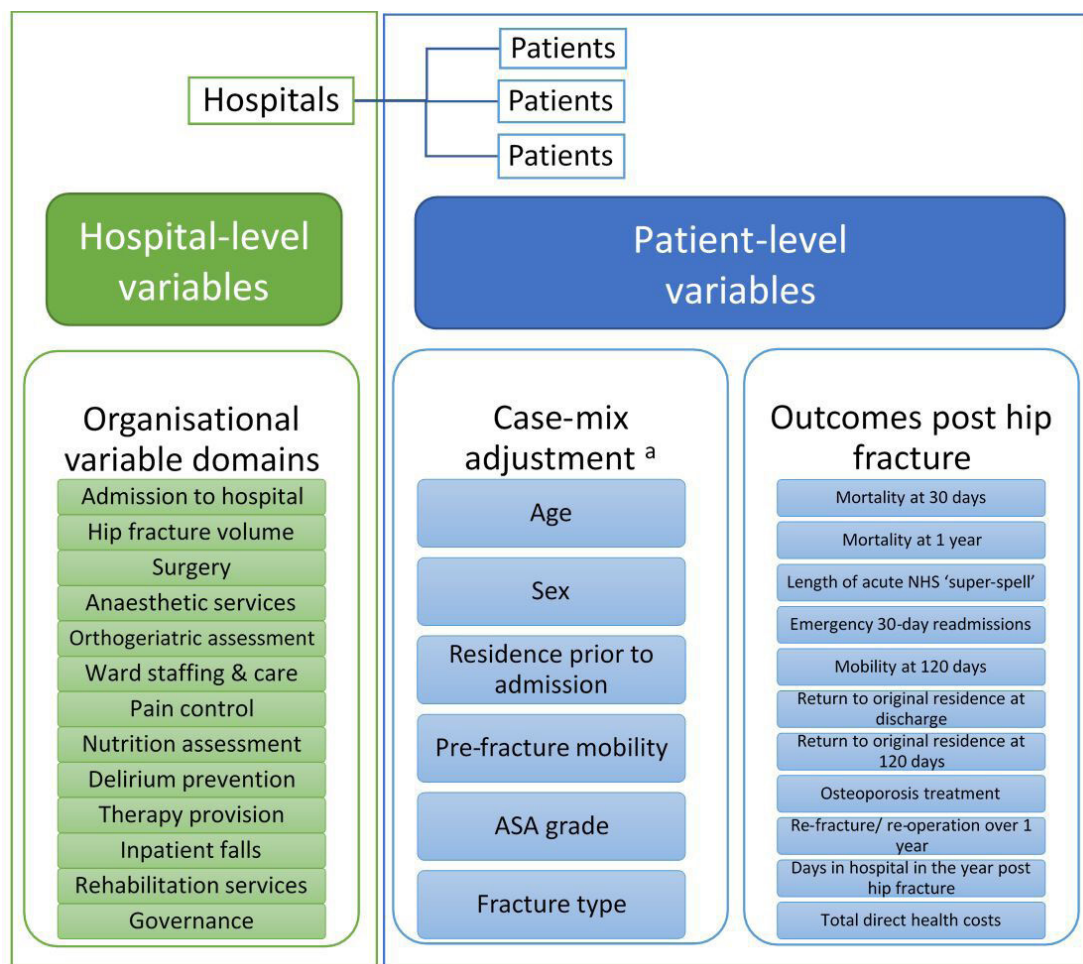 Hospitals
Patients
Patients
Patients
Hospital-level
variables
Patient-level
variables
Organisational
variable domains
Admission to hospital
Hip fracture volume
Surgery
Anaesthetic services
Orthogeriatric assessment
Ward staffing & care
Pain control
Nutrition assessment
Delirium prevention
Therapy provision
Inpatient falls
Rehabilitation services
Governance
Case-mix
adjustment a
Age
Sex
Residence prior to
admission
Pre-fracture mobility
ASA grade
Fracture type
Outcomes post hip
fracture
Mortality at 30 days
Mortality at 1 year
Length of acute NHS ‘super-spell’
Emergency 30-day readmissions
Mobility at 120 days
Return to original residence at
discharge
Return to original residence at
120 days
Osteoporosis treatment
Re-fracture/ re-operation over 1
year
Days in hospital in the year post
hip fracture
Total direct health costs